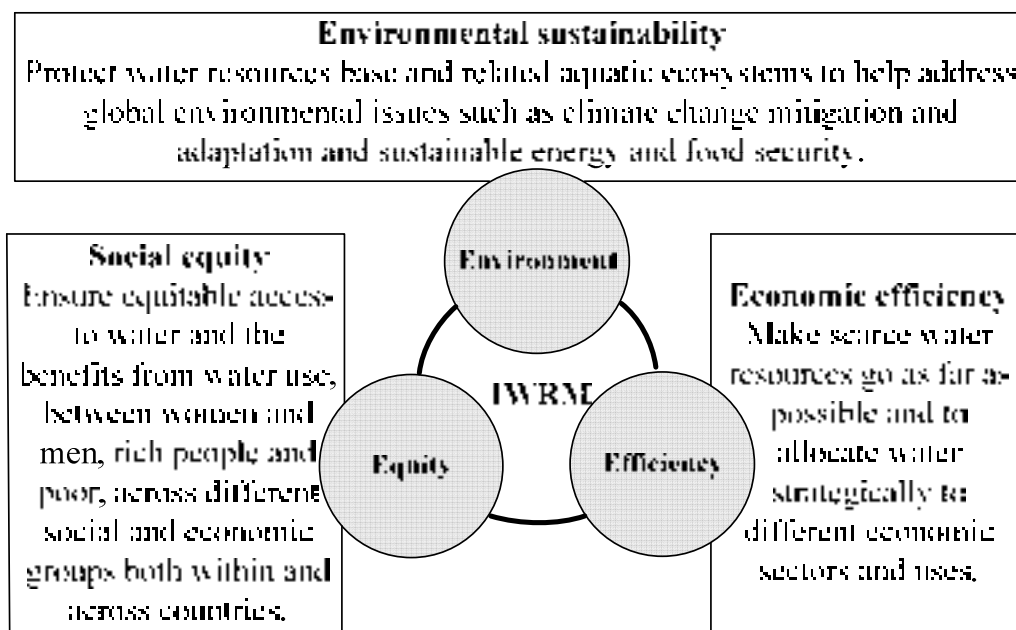 Environmental sustainability
Protect water resources base and related aquatic ecosystems to help address
global environmental issues such as climate change mitigation and
adaptation and sustainable energy and food security.
Environment
Social equity
Ensure equitable access
to water and the
benefits from water use,
between women and
men, rich people and
poor, across different
social and economic
groups both within and
across countries.
IWRM
Equity
Efficiency
Economic efficiency
Make scarce water
resources go as far as
possible and to
allocate water
strategically to
different economic
sectors and uses.